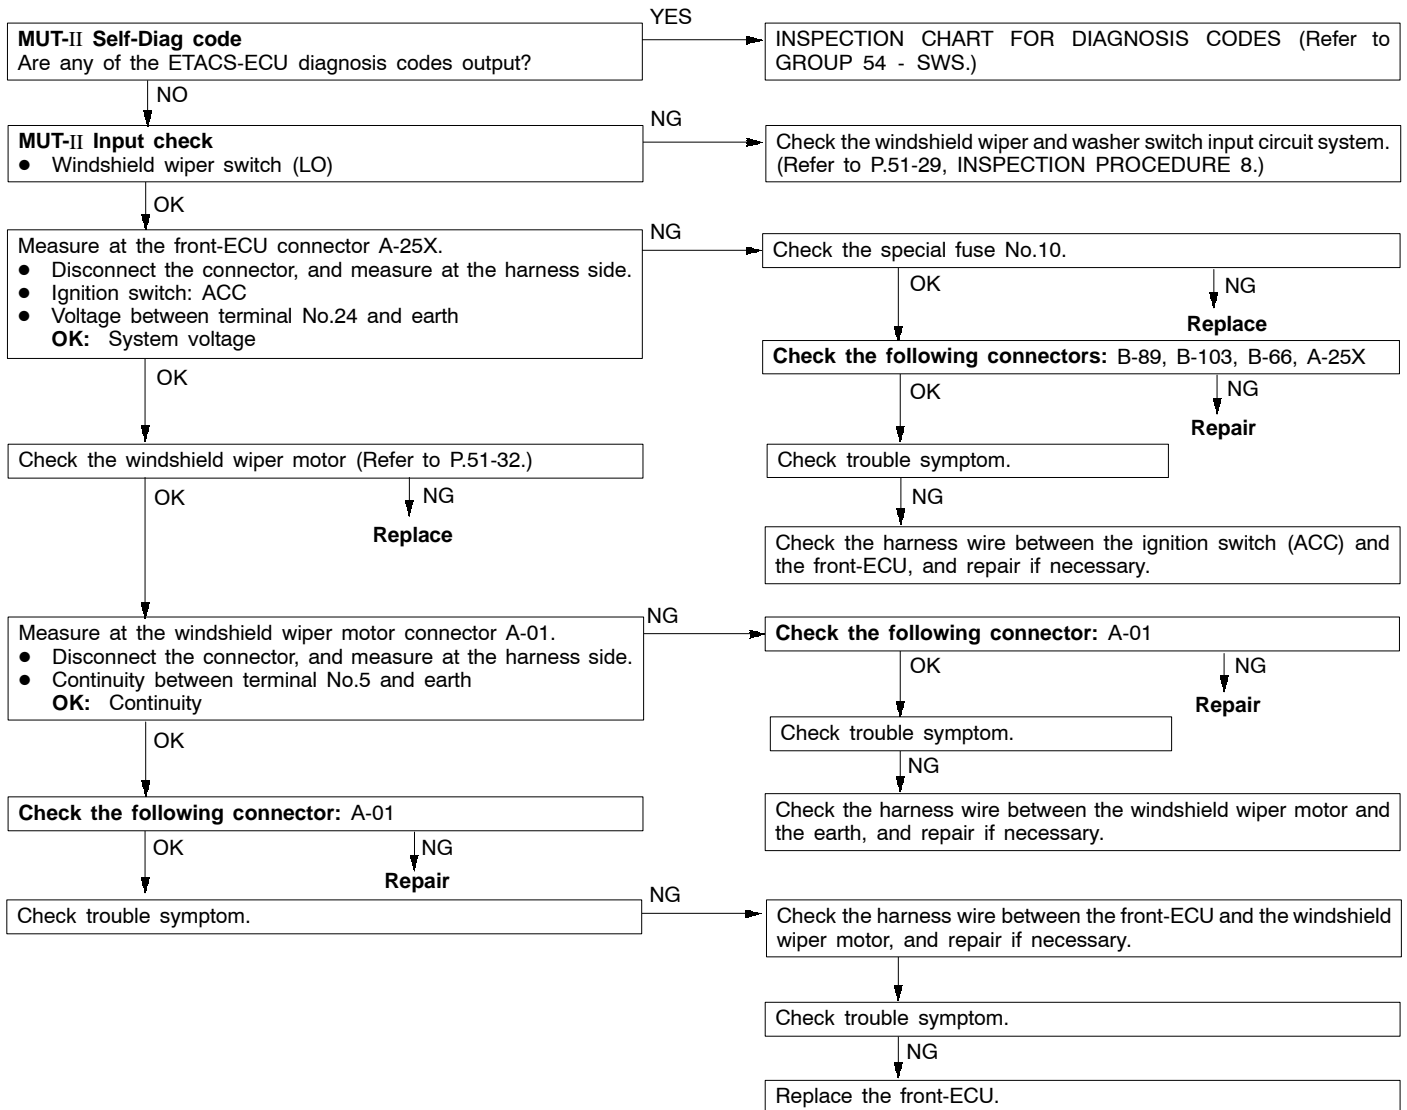 YES
MUT-II Self-Diag code
Are any of the ETACS-ECU diagnosis codes output?
INSPECTION CHART FOR DIAGNOSIS CODES (Refer to
GROUP 54 - SWS.)
NO
MUT-II Input check
● Windshield wiper switch (LO)
NG
Check the windshield wiper and washer switch input circuit system.
(Refer to P.51-29, INSPECTION PROCEDURE 8.)
OK
Measure at the front-ECU connector A-25X.
● Disconnect the connector, and measure at the harness side.
● Ignition switch: ACC
● Voltage between terminal No.24 and earth
OK: System voltage
NG
Check the special fuse No.10.
OK
NG
Replace
Check the following connectors: B-89, B-103, B-66, A-25X
OK
NG
Repair
Check trouble symptom.
NG
Check the harness wire between the ignition switch (ACC) and
the front-ECU, and repair if necessary.
OK
Check the windshield wiper motor (Refer to P.51-32.)
OK
NG
Replace
Measure at the windshield wiper motor connector A-01.
● Disconnect the connector, and measure at the harness side.
● Continuity between terminal No.5 and earth
OK: Continuity
NG
Check the following connector: A-01
OK
NG
Repair
Check trouble symptom.
NG
Check the harness wire between the windshield wiper motor and
the earth, and repair if necessary.
OK
Check the following connector: A-01
OK
NG
Repair
Check trouble symptom.
NG
Check the harness wire between the front-ECU and the windshield
wiper motor, and repair if necessary.
Check trouble symptom.
NG
Replace the front-ECU.